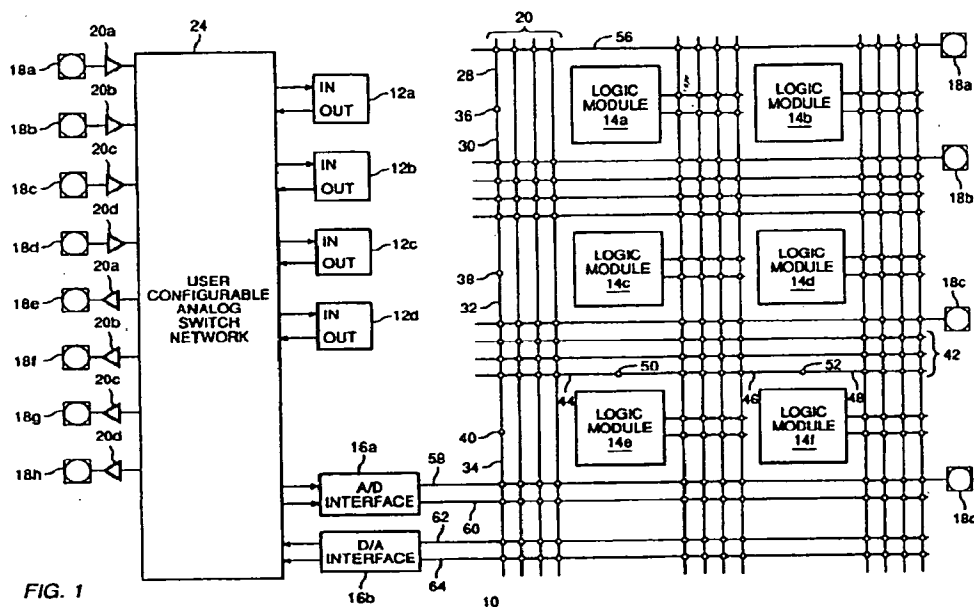 20a
24
20
56
18a
28
18a
20b
IN
OUT
12a
LOGIC
MODULE
14a
LOGIC
MODULE
14b
36
18b
20c
30
IN
OUT
12b
18b
18c
20d
18d
20a
IN
OUT
12c
LOGIC
MODULE
14c
LOGIC
MODULE
14d
38
USER
CONFIGURABLE
ANALOG
SWITCH
NETWORK
32
18e
20b
IN
OUT
12d
18c
42
18f
20c
50
52
44
46
48
18g
20d
LOGIC
MODULE
14e
LOGIC
MODULE
14f
40
18h
16a
58
34
A/D
INTERFACE
60
18d
62
D/A
INTERFACE
64
16b
FIG. 1
10